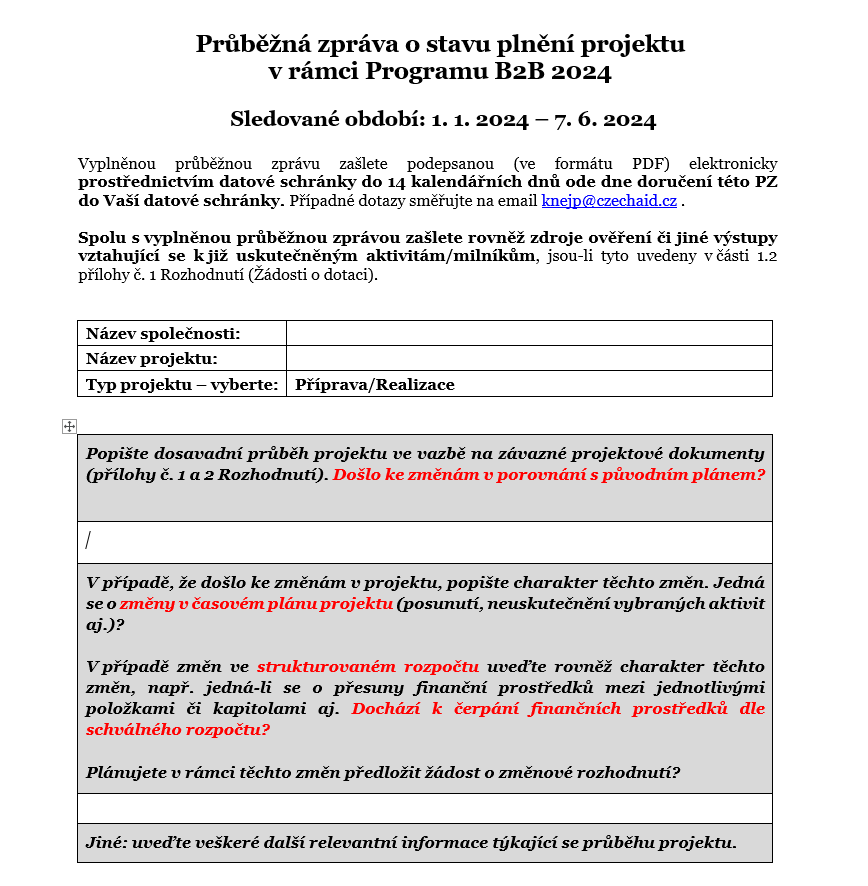 Průběžná zpráva o stavu plnění projektu
v rámci Programu B2B 2024
Sledované období: 1. 1. 2024 – 7. 6. 2024
Vyplněnou průběžnou zprávu zašlete podepsanou (ve formátu PDF) elektronicky
prostřednictvím datové schránky do 14 kalendářních dnů ode dne doručení této PZ
do Vaší datové schránky. Případné dotazy směřujte na email knejp@czechaid.cz .
Spolu s vyplněnou průběžnou zprávou zašlete rovněž zdroje ověření či jiné výstupy
vztahující se k již uskutečněným aktivitám/milníkům, jsou-li tyto uvedeny v části 1.2
přílohy č. 1 Rozhodnutí (Žádosti o dotaci).
Název společnosti:
Název projektu:
Typ projektu – vyberte: Příprava/Realizace
Popište dosavadní průběh projektu ve vazbě na závazné projektové dokumenty
(přílohy č. 1 a 2 Rozhodnutí). Došlo ke změnám v porovnání s původním plánem?
/
V případě, že došlo ke změnám v projektu, popište charakter těchto změn. Jedná
se o změny v časovém plánu projektu (posunutí, neuskutečnění vybraných aktivit
aj.)?
V případě změn ve strukturovaném rozpočtu uveďte rovněž charakter těchto
změn, např. jedná-li se o přesuny finanční prostředků mezi jednotlivými
položkami či kapitolami aj. Dochází k čerpání finančních prostředků dle
schválného rozpočtu?
Plánujete v rámci těchto změn předložit žádost o změnové rozhodnutí?
Jiné: uveďte veškeré další relevantní informace týkající se průběhu projektu.